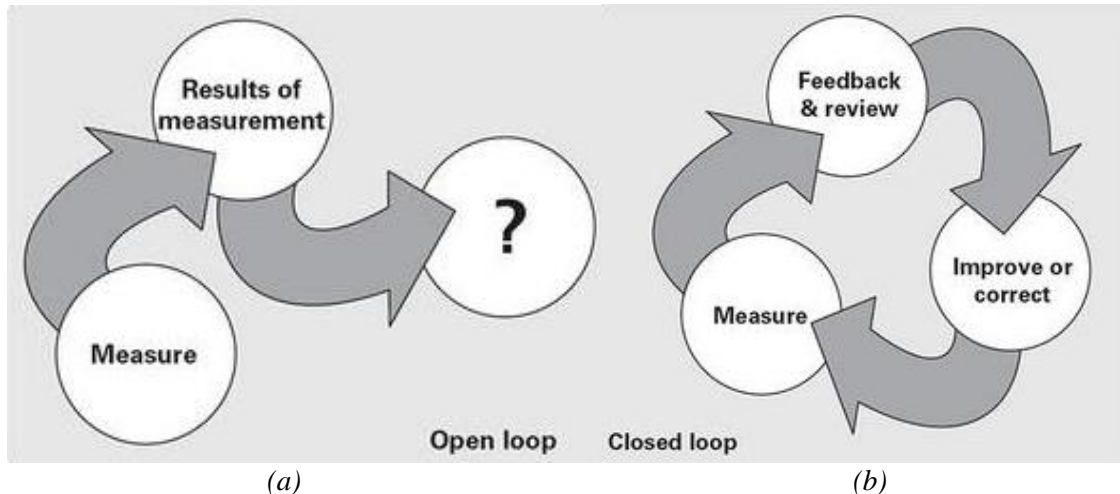 Results of
measurement
?
Measure
Open loop
Feedback
& review
Improve or
correct
Measure
Closed loop
(a)
(b)